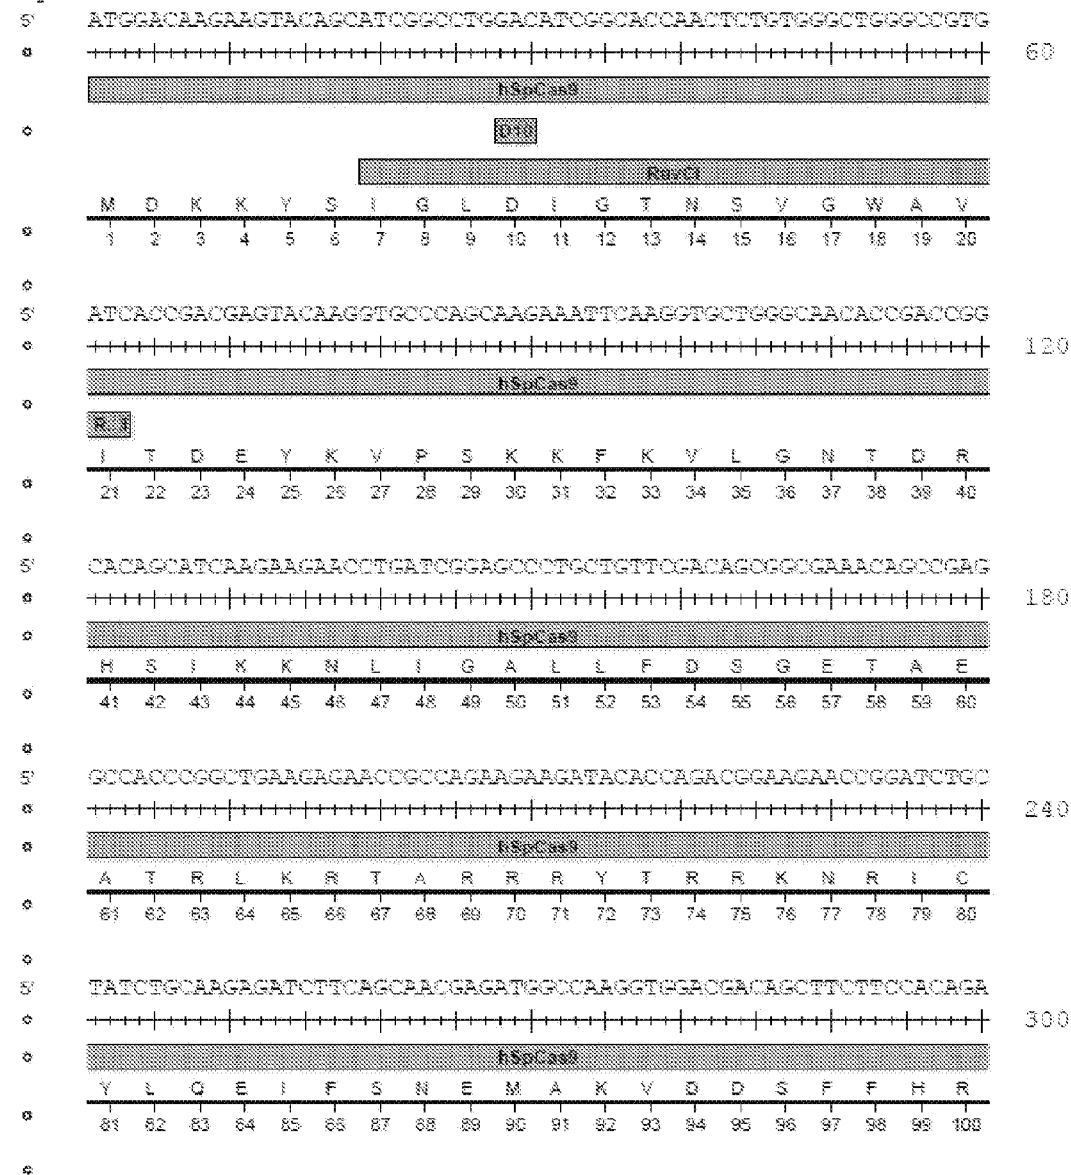 5' ATGGACAAGAAGTACAGCATCGGCCTGGACATCGGCACCAACTCTGTGGGCTGGGCCGTG
60
hSpCas9
D10
RuvCI
M D K K Y S I G L D I G T N S V G W A V
1 2 3 4 5 6 7 8 9 10 11 12 13 14 15 16 17 18 19 20
5' ATCACCGACGAGTACAAGGTGCCCAGCAAGAAATTCAAGGTGCTGGGCAACACCGACCGG
120
hSpCas9
I T D E Y K V P S K K F K V L G N T D R
21 22 23 24 25 26 27 28 29 30 31 32 33 34 35 36 37 38 39 40
5' CACAGCATCAAGAAGAACCTGATCGGAGCCCTGCTGTTCGACAGCGGCGAAACAGCCGAG
180
hSpCas9
H S I K K N L I G A L L F D S G E T A E
41 42 43 44 45 46 47 48 49 50 51 52 53 54 55 56 57 58 59 60
5' GCCACCCGGCTGAAGAGAACCGCCAGAAGAAGATACACCAGACGGAAGAACCGGATCTGC
240
hSpCas9
A T R L K R T A R R R Y T R R K N R I C
61 62 63 64 65 66 67 68 69 70 71 72 73 74 75 76 77 78 79 80
5' TATCTGCAAGAGATCTTCAGCAACGAGATGGCCAAGGTGGACGACAGCTTCTTCCACAGA
300
hSpCas9
Y L Q E I F S N E M A K V D D S F F H R
81 82 83 84 85 86 87 88 89 90 91 92 93 94 95 96 97 98 99 100